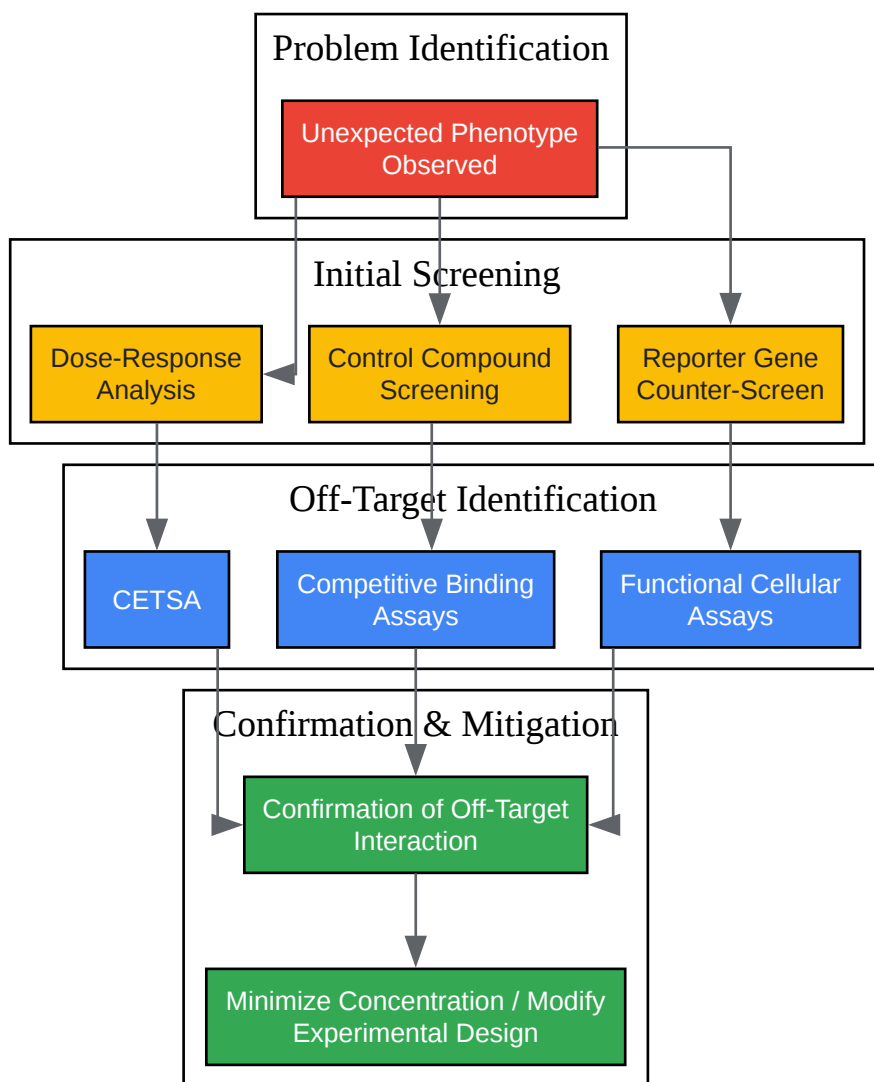 Problem Identification
Unexpected Phenotype
Observed
Initial Screening
Dose-Response
Analysis
Control Compound
Screening
Reporter Gene
Counter-Screen
Off-Target Identification
CETSA
Competitive Binding
Assays
Functional Cellular
Assays
Confirmation & Mitigation
Confirmation of Off-Target
Interaction
Minimize Concentration / Modify
Experimental Design